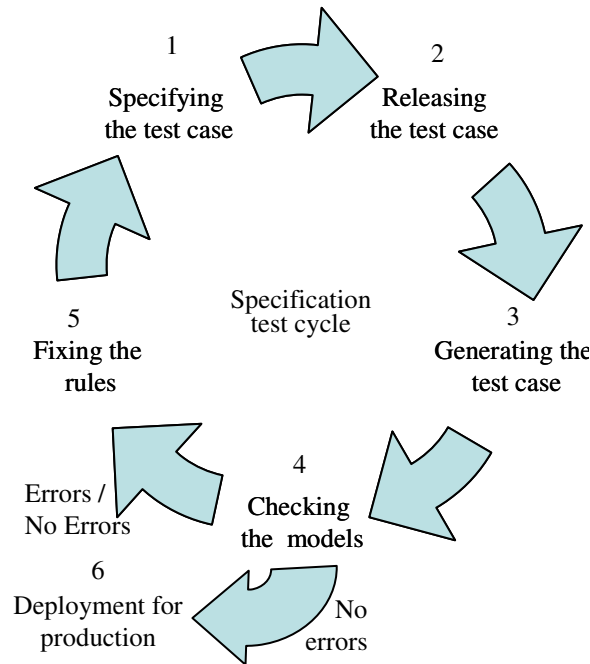 1
Specifying
the test case
2
Releasing
the test case
3
Generating the
test case
Specification
test cycle
4
Checking
the models
5
Fixing the
rules
Errors /
No Errors
6
Deployment for
production
No
errors